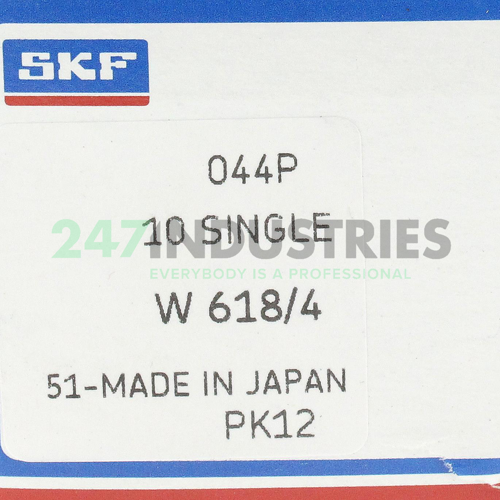 SKF
044P
10 SINGLE
247INDUSTRIES
EVERYBODY IS A PROFESSIONAL
W 618/4
51-MADE IN JAPAN
PK12